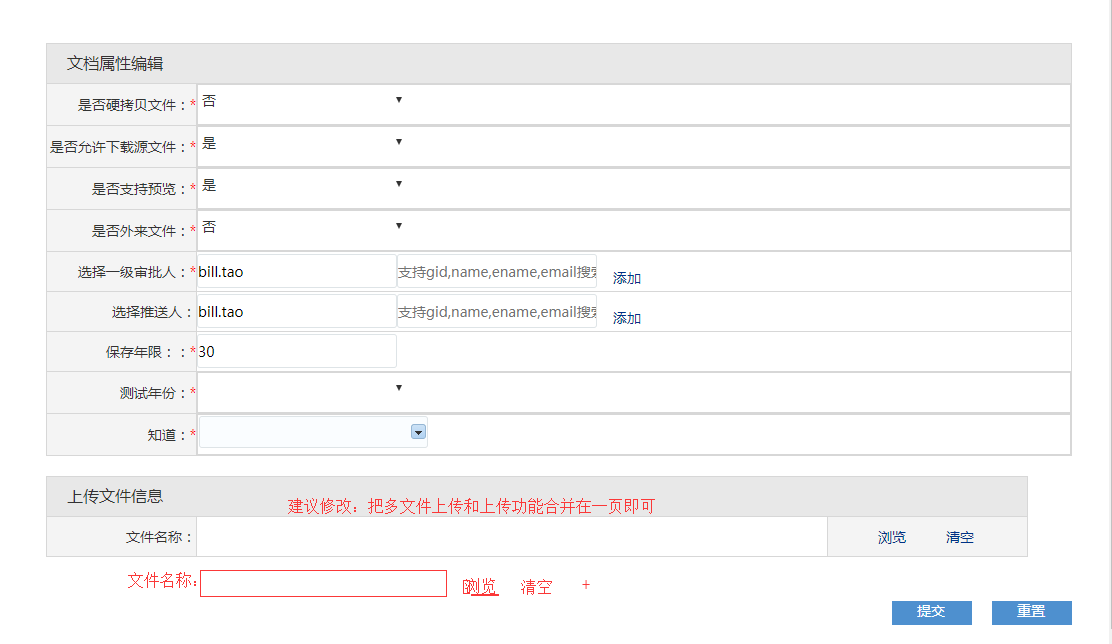 文档属性编辑
是否硬拷贝文件：* 否
是否允许下载源文件：* 是
是否支持预览：* 是
是否外来文件：* 否
选择一级审批人：* bill.tao 支持gid,name,ename,email搜索 添加
选择推送人： bill.tao 支持gid,name,ename,email搜索 添加
保存年限：：* 30
测试年份：*
知道：*
上传文件信息
建议修改：把多文件上传和上传功能合并在一页即可
文件名称： 浏览 清空
文件名称： 浏览 清空 +
提交 重置